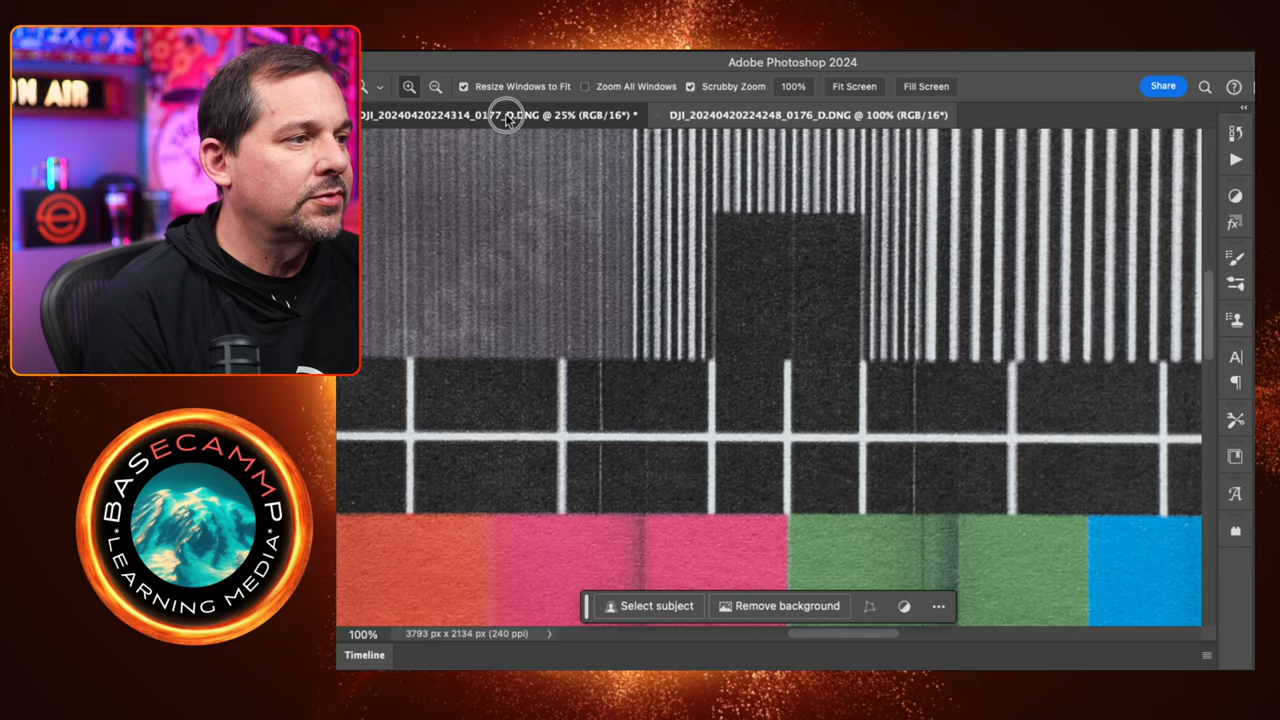 ON AIR
Adobe Photoshop 2024
Resize Windows to Fit
Zoom All Windows
Scrubby Zoom
100%
Fit Screen
Fill Screen
Share
DJI_20240420224314_0177_D.DNG @ 25% (RGB/16*) *
DJI_20240420224248_0176_D.DNG @ 100% (RGB/16*)
BASECAMMP
LEARNING MEDIA
Select subject
Remove background
100%
3793 px x 2134 px (240 ppi)
Timeline